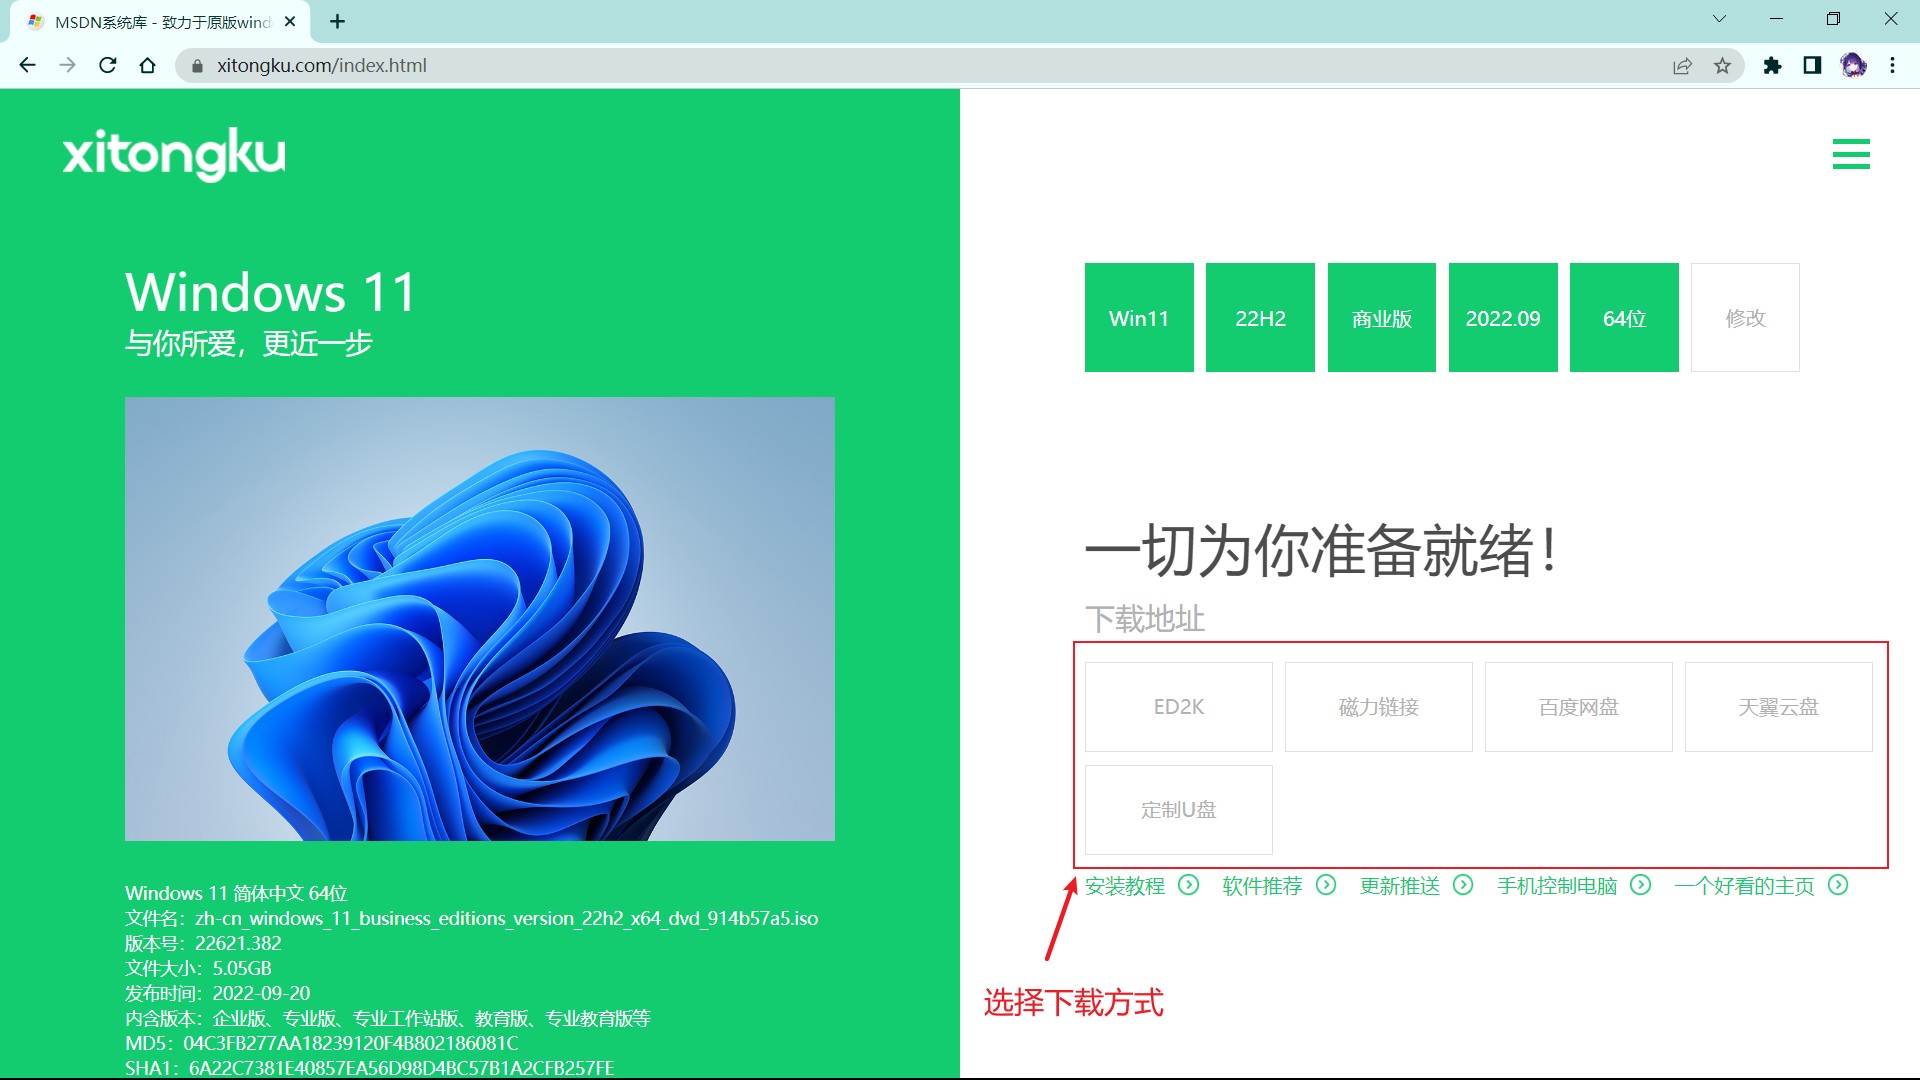 MSDN系统库 - 致力于原版wind
xitongku.com/index.html
xitongku
Windows 11
与你所爱，更近一步
Windows 11 简体中文 64位
文件名：zh-cn_windows_11_business_editions_version_22h2_x64_dvd_914b57a5.iso
版本号：22621.382
文件大小：5.05GB
发布时间：2022-09-20
内含版本：企业版、专业版、专业工作站版、教育版、专业教育版等
MD5：04C3FB277AA18239120F4B802186081C
SHA1：6A22C7381E40857EA56D98D4BC57B1A2CFB257FE
Win11 22H2 商业版 2022.09 64位 修改
一切为你准备就绪！
下载地址
ED2K 磁力链接 百度网盘 天翼云盘
定制U盘
安装教程 软件推荐 更新推送 手机控制电脑 一个好看的主页
选择下载方式